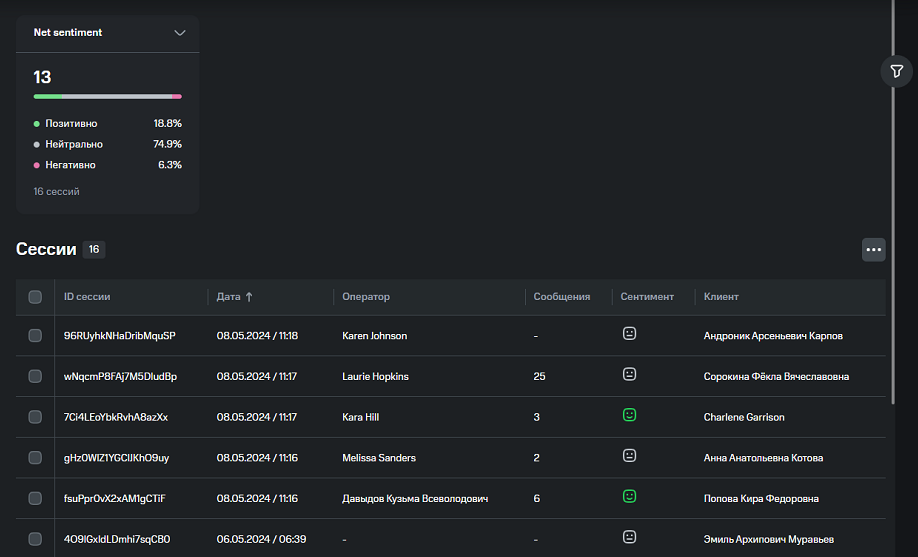 Net sentiment
13
Позитивно 18.8%
Нейтрально 74.9%
Негативно 6.3%
16 сессий
Сессии 16
ID сессии Дата ↑ Оператор Сообщения Сентимент Клиент
96RUyhkNHaDribMquSP 08.05.2024 / 11:18 Karen Johnson - Андроник Арсеньевич Карпов
wNqcmP8FAj7M5DludBp 08.05.2024 / 11:17 Laurie Hopkins 25 Сорокина Фёкла Вячеславовна
7Ci4LEoYbkRvhA8azXx 08.05.2024 / 11:17 Kara Hill 3 Charlene Garrison
gHzOWIZ1YGClJKhO9uy 08.05.2024 / 11:16 Melissa Sanders 2 Анна Анатольевна Котова
fsuPprOvX2xAM1gCTiF 08.05.2024 / 11:16 Давыдов Кузьма Всеволодович 6 Попова Кира Федоровна
4O9lGxldLDmhl7sqCB0 06.05.2024 / 06:39 - - Эмиль Архипович Муравьев